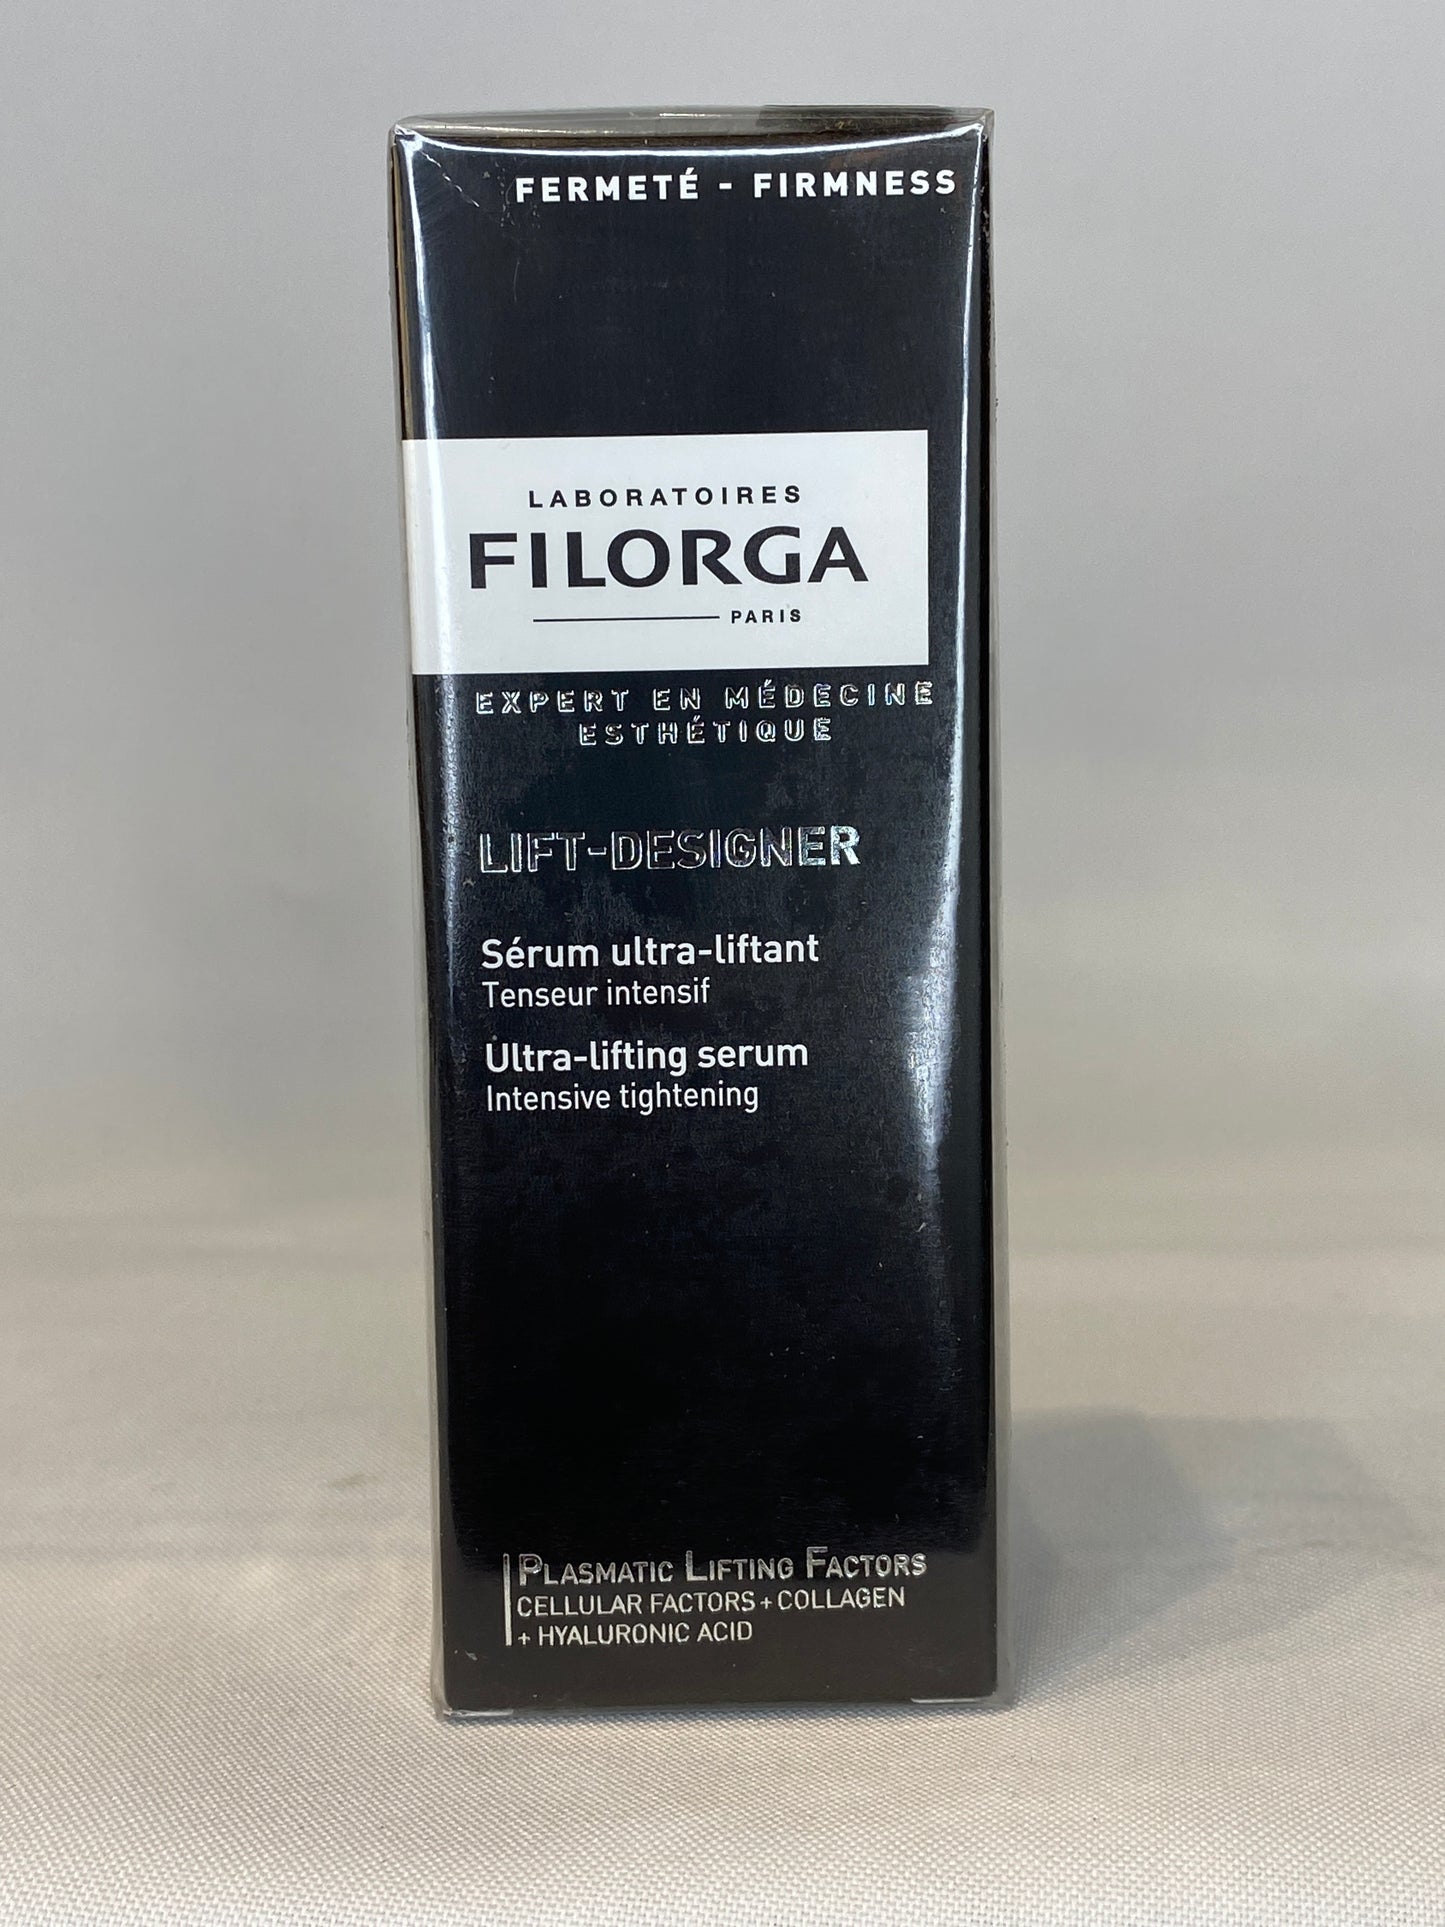 FERMETÉ - FIRMNESS
LABORATOIRES
FILORGA
PARIS
EXPERT EN MÉDECINE
ESTHÉTIQUE
LIFT-DESIGNER
Sérum ultra-liftant
Tenseur intensif
Ultra-lifting serum
Intensive tightening
PLASMATIC LIFTING FACTORS
CELLULAR FACTORS + COLLAGEN
+ HYALURONIC ACID